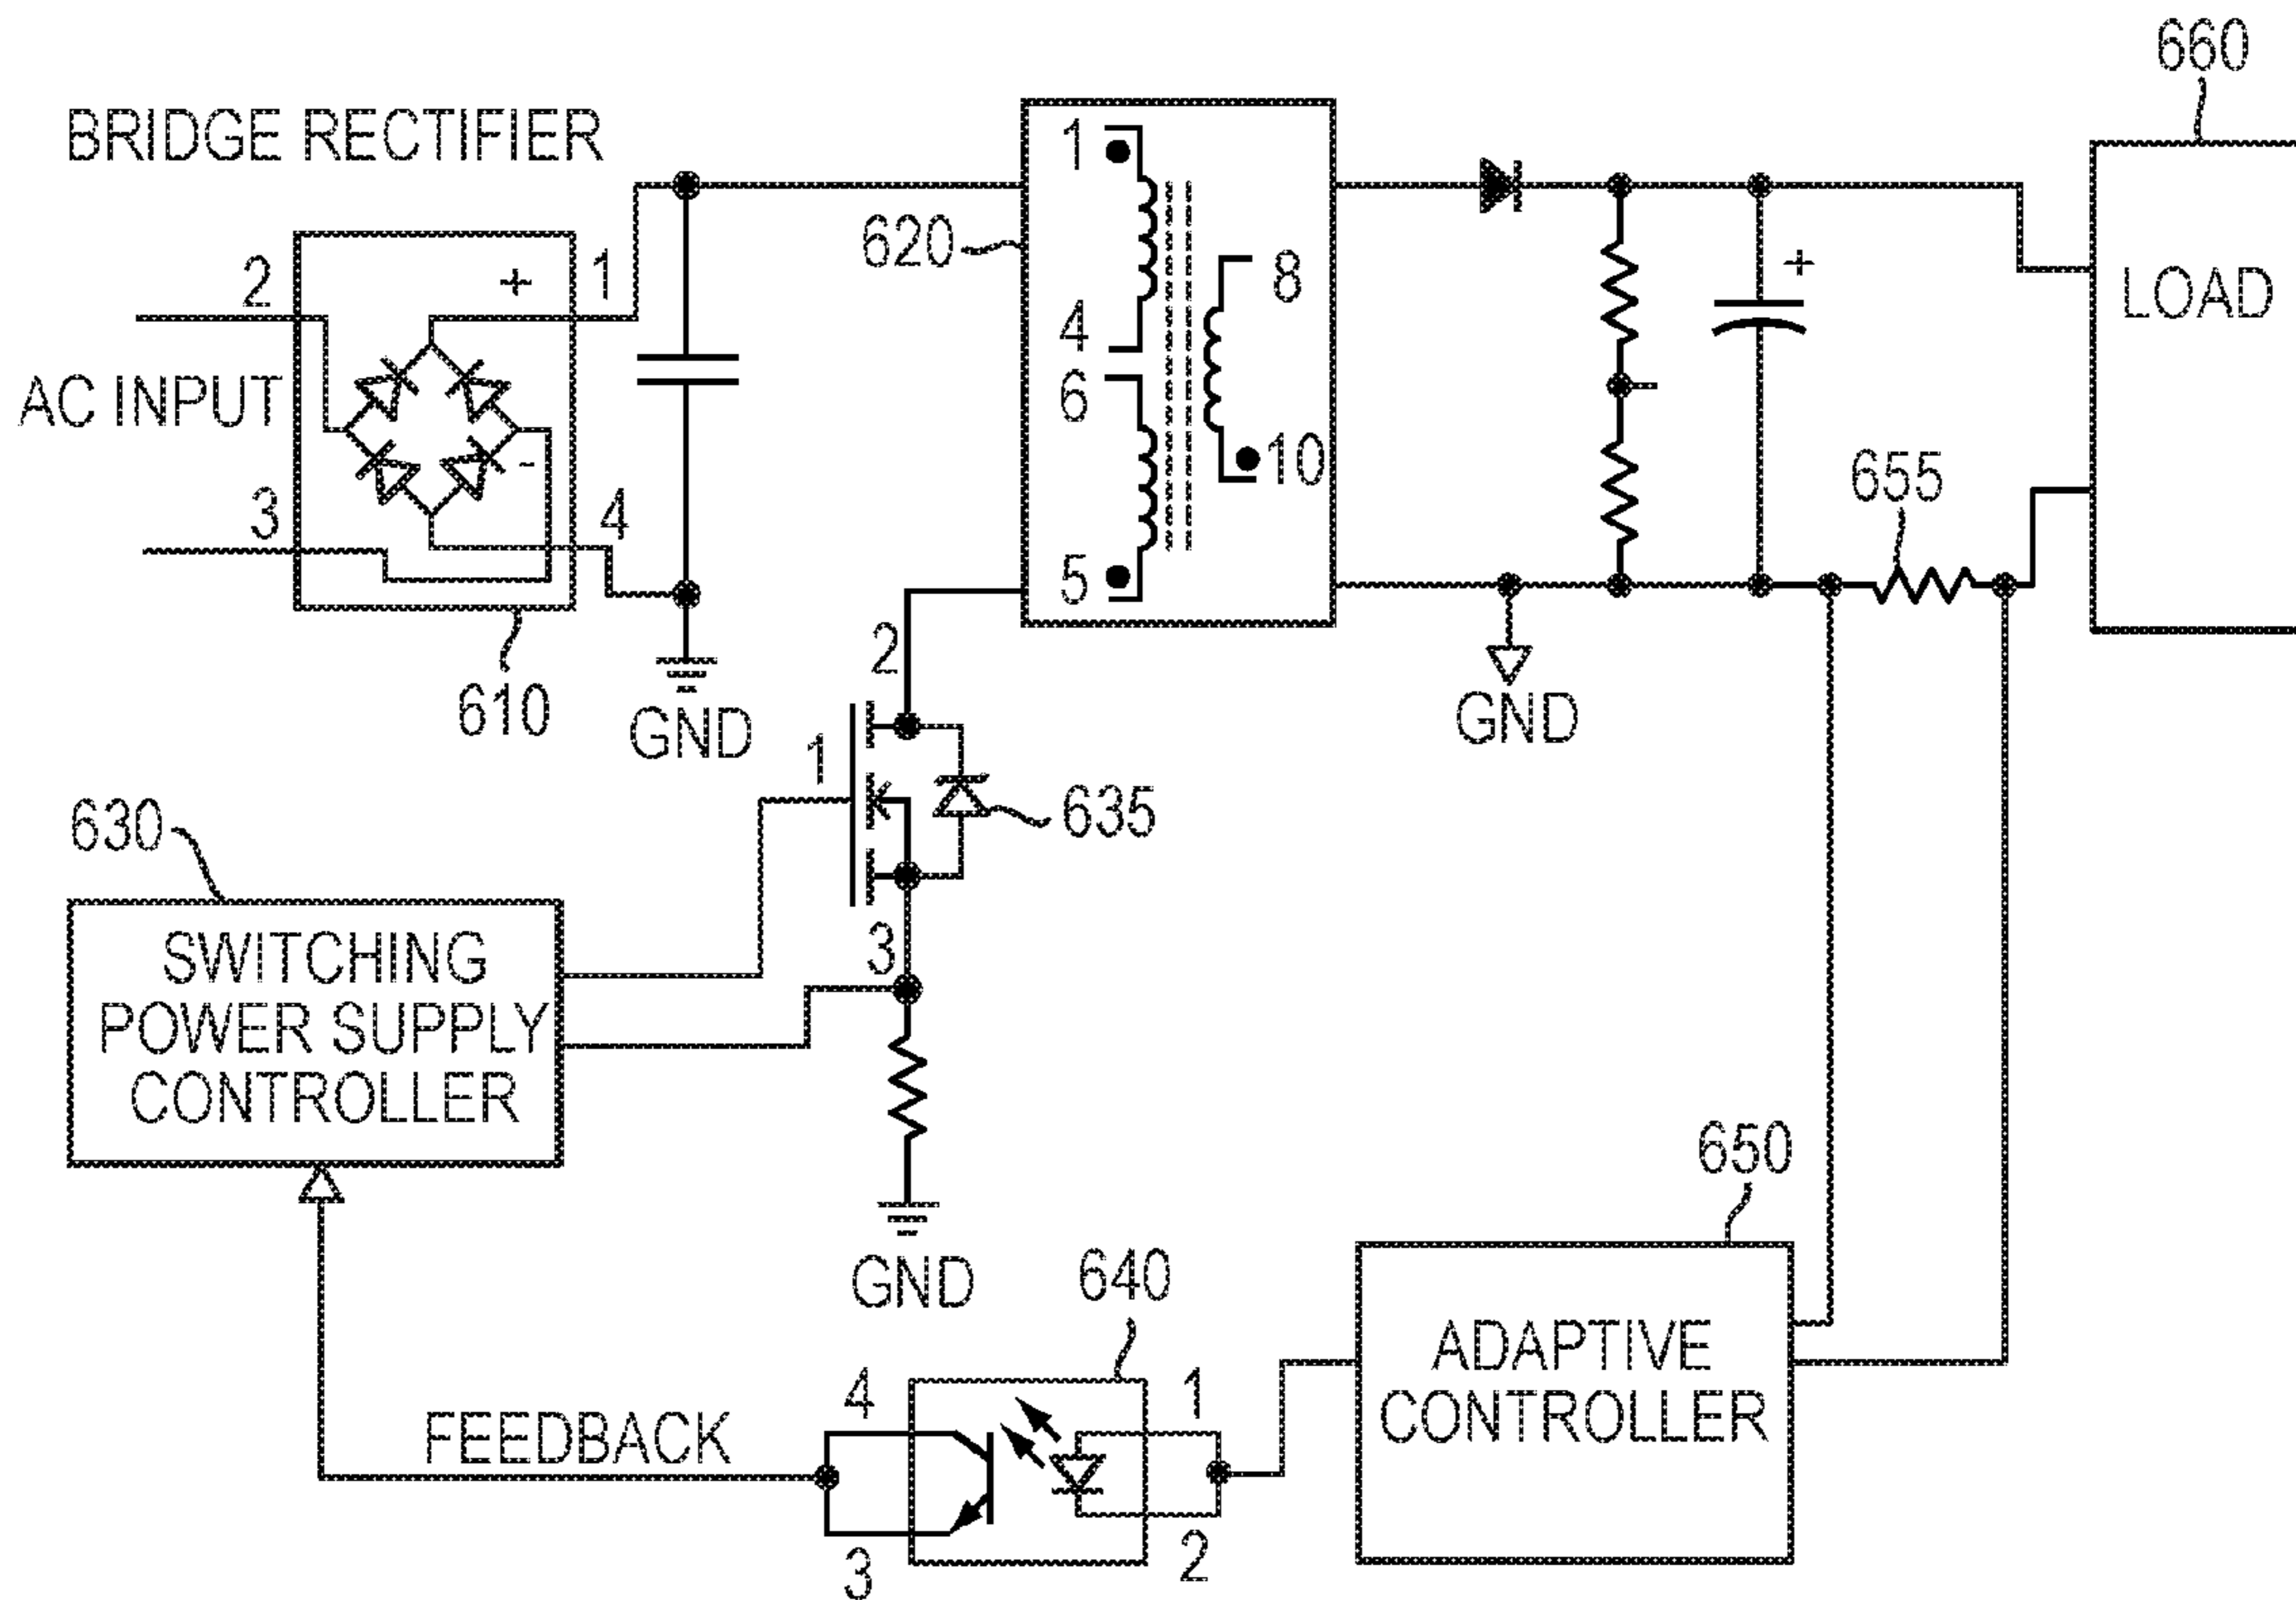 660
BRIDGE RECTIFIER
1
620
2
+
1
8
+
LOAD
4
AC INPUT
6
-
10
655
3
4
5
2
610
GND
GND
1
635
630
3
SWITCHING
POWER SUPPLY
CONTROLLER
650
GND
640
ADAPTIVE
CONTROLLER
4
1
FEEDBACK
3
2